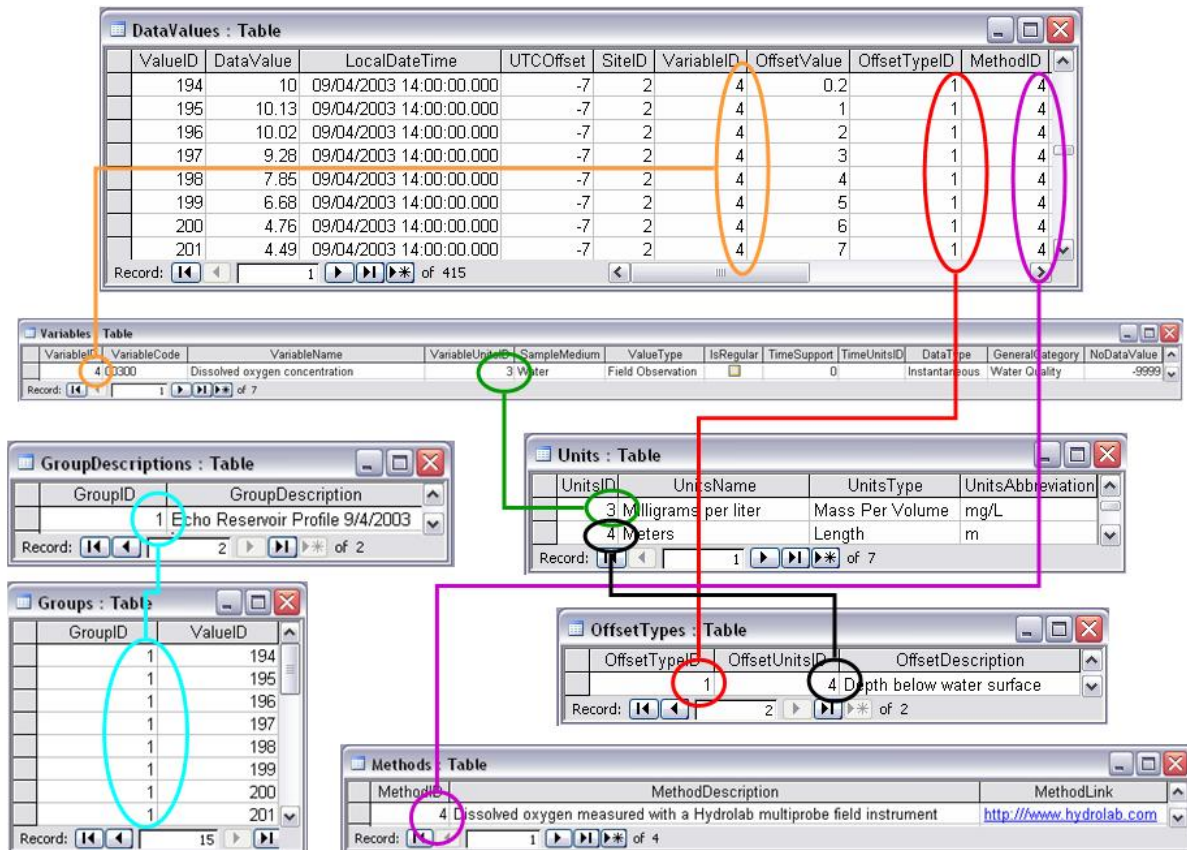 DataValues : Table
ValueID DataValue LocalDateTime UTCOffset SiteID VariableID OffsetValue OffsetTypeID MethodID
194 10 09/04/2003 14:00:00.000 -7 2 4 0.2 1 4
195 10.13 09/04/2003 14:00:00.000 -7 2 4 1 1 4
196 10.02 09/04/2003 14:00:00.000 -7 2 4 2 1 4
197 9.28 09/04/2003 14:00:00.000 -7 2 4 3 1 4
198 7.85 09/04/2003 14:00:00.000 -7 2 4 4 1 4
199 6.68 09/04/2003 14:00:00.000 -7 2 4 5 1 4
200 4.76 09/04/2003 14:00:00.000 -7 2 4 6 1 4
201 4.49 09/04/2003 14:00:00.000 -7 2 4 7 1 4
Record: 1 of 415
Variables : Table
VariableID VariableCode VariableName VariableUnitsID SampleMedium ValueType IsRegular TimeSupport TimeUnitsID DataType GeneralCategory NoDataValue
4 00300 Dissolved oxygen concentration 3 Water Field Observation 0 Instantaneous Water Quality -9999
Record: 1 of 7
GroupDescriptions : Table
GroupID GroupDescription
1 Echo Reservoir Profile 9/4/2003
Record: 2 of 2
Units : Table
UnitsID UnitsName UnitsType UnitsAbbreviation
3 Milligrams per liter Mass Per Volume mg/L
4 Meters Length m
Record: 1 of 7
Groups : Table
GroupID ValueID
1 194
1 195
1 196
1 197
1 198
1 199
1 200
1 201
Record: 15
OffsetTypes : Table
OffsetTypeID OffsetUnitsID OffsetDescription
1 4 Depth below water surface
Record: 2 of 2
Methods : Table
MethodID MethodDescription MethodLink
4 Dissolved oxygen measured with a Hydrolab multiprobe field instrument http:///www.hydrolab.com
Record: 1 of 4